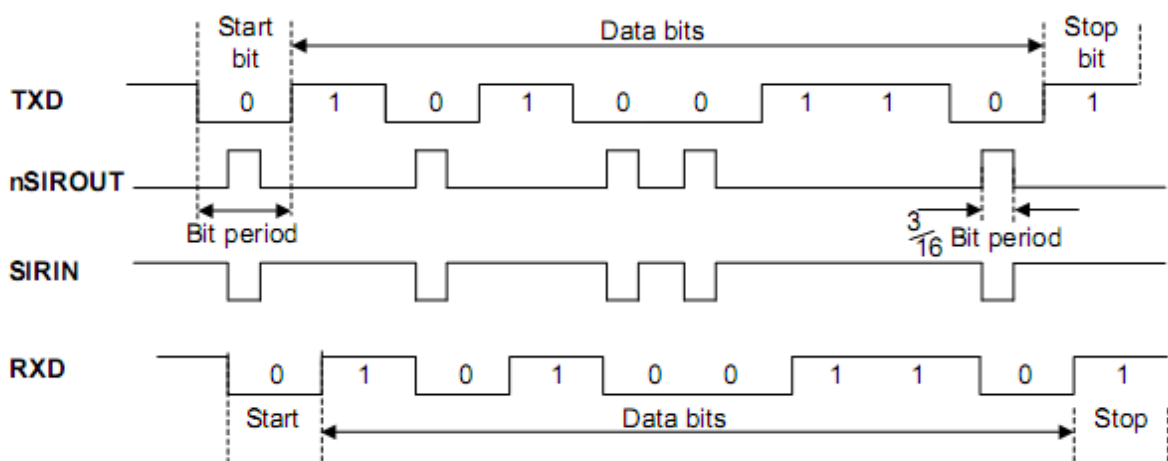 Start bit
Data bits
Stop bit
TXD
0 1 0 1 0 0 1 1 0 1
nSIROUT
Bit period
3/16 Bit period
SIRIN
RXD
0 1 0 1 0 0 1 1 0 1
Start
Data bits
Stop